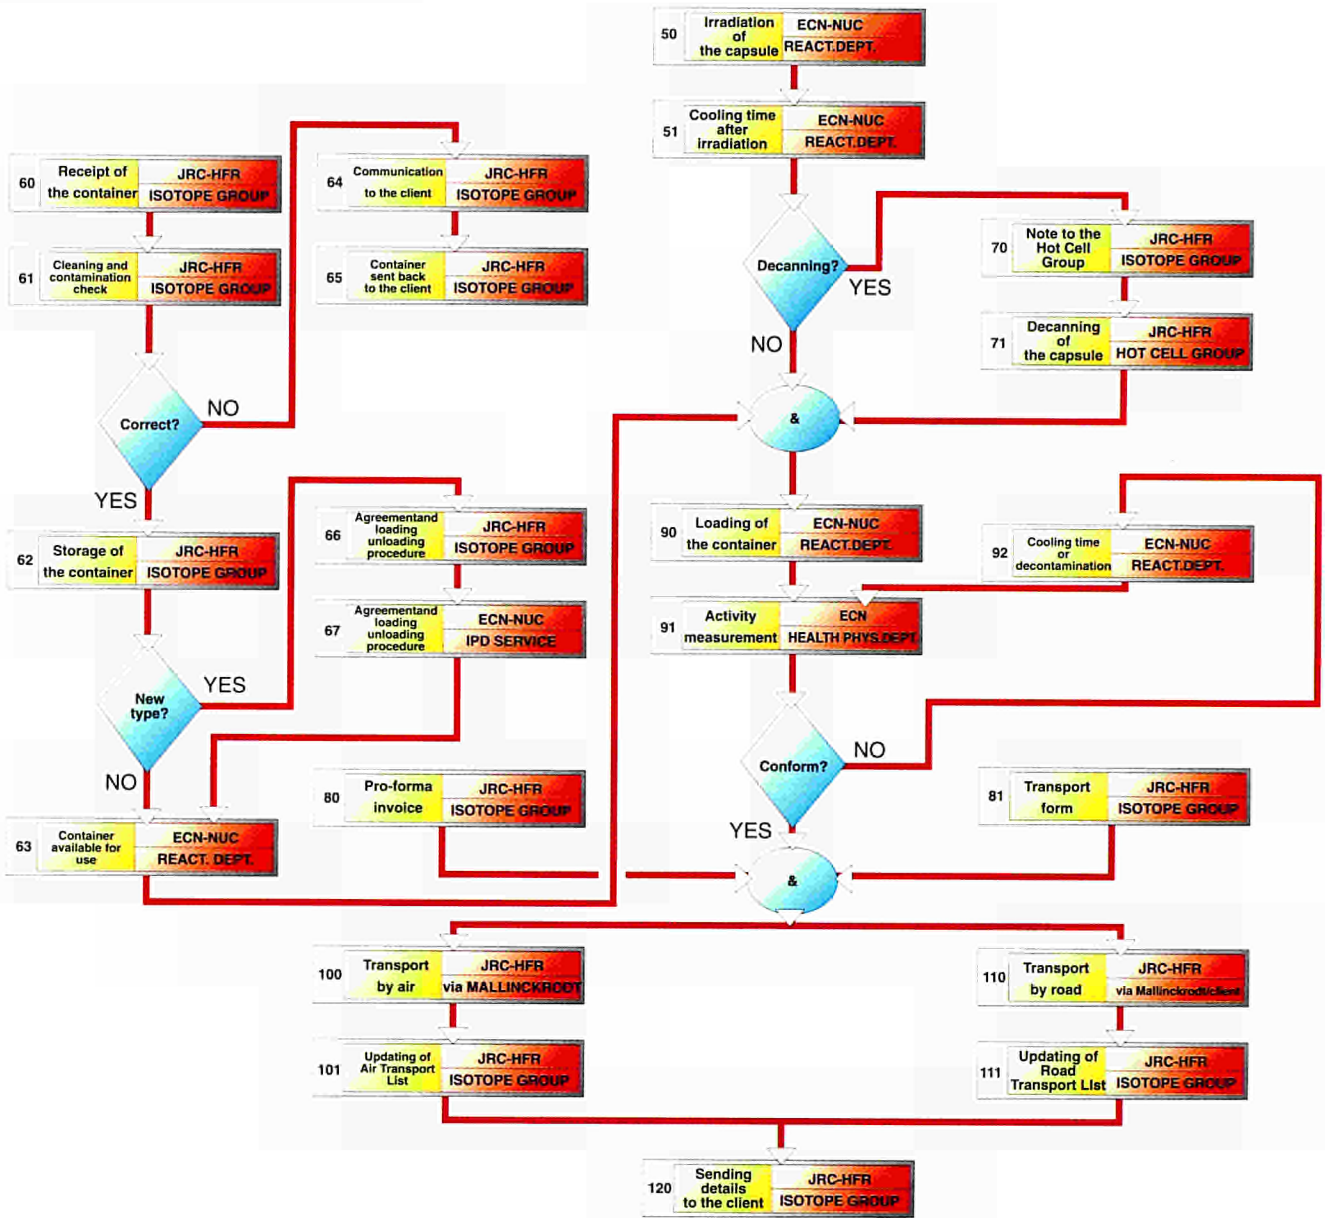 50
Irradiation
of
the capsule
ECN-NUC
REACT.DEPT.
51
Cooling time
after
irradiation
ECN-NUC
REACT.DEPT.
60
Receipt of
the container
JRC-HFR
ISOTOPE GROUP
64
Communication
to the client
JRC-HFR
ISOTOPE GROUP
61
Cleaning and
contamination
check
JRC-HFR
ISOTOPE GROUP
65
Container
sent back
to the client
JRC-HFR
ISOTOPE GROUP
Decanning?
YES
NO
70
Note to the
Hot Cell
Group
JRC-HFR
ISOTOPE GROUP
71
Decanning
of
the capsule
JRC-HFR
HOT CELL GROUP
Correct?
NO
YES
&
62
Storage of
the container
JRC-HFR
ISOTOPE GROUP
66
Agreementand
loading
unloading
procedure
JRC-HFR
ISOTOPE GROUP
90
Loading of
the container
ECN-NUC
REACT.DEPT.
92
Cooling time
or
decontamination
ECN-NUC
REACT.DEPT.
67
Agreementand
loading
unloading
procedure
ECN-NUC
IPD SERVICE
91
Activity
measurement
ECN
HEALTH PHYS.DEPT.
New
type?
YES
NO
Conform?
NO
YES
80
Pro-forma
invoice
JRC-HFR
ISOTOPE GROUP
81
Transport
form
JRC-HFR
ISOTOPE GROUP
63
Container
available for
use
ECN-NUC
REACT. DEPT.
&
100
Transport
by air
JRC-HFR
via MALLINCKRODT
110
Transport
by road
JRC-HFR
via Mallinckrodt/client
101
Updating of
Air Transport
List
JRC-HFR
ISOTOPE GROUP
111
Updating of
Road
Transport LIst
JRC-HFR
ISOTOPE GROUP
120
Sending
details
to the client
JRC-HFR
ISOTOPE GROUP